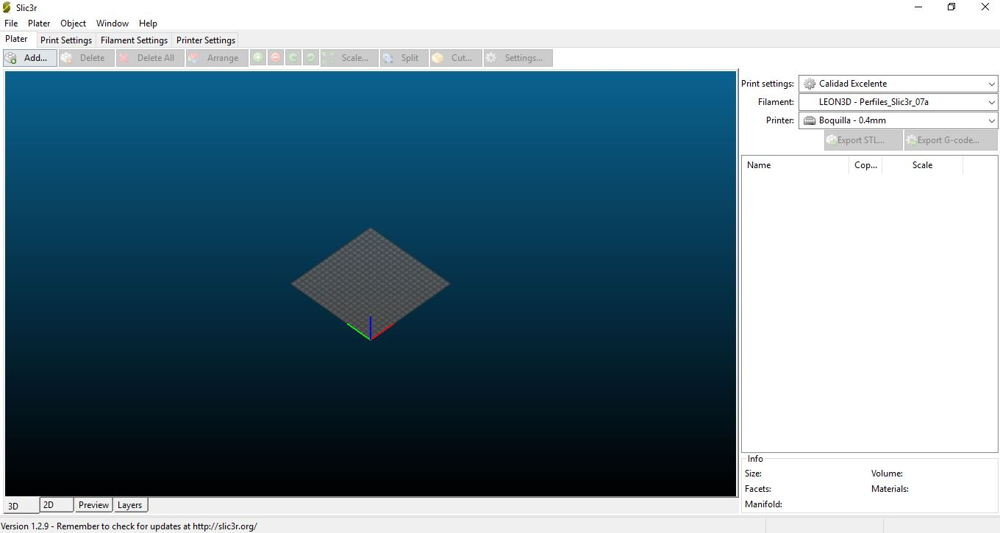 Slic3r
File Plater Object Window Help
Plater Print Settings Filament Settings Printer Settings
Add... Delete Delete All Arrange Scale... Split Cut... Settings...
Print settings: Calidad Excelente
Filament: LEON3D - Perfiles_Slic3r_07a
Printer: Boquilla - 0.4mm
Export STL... Export G-code...
Name Cop... Scale
Info
Size: Volume:
Facets: Materials:
Manifold:
3D 2D Preview Layers
Version 1.2.9 - Remember to check for updates at http://slic3r.org/